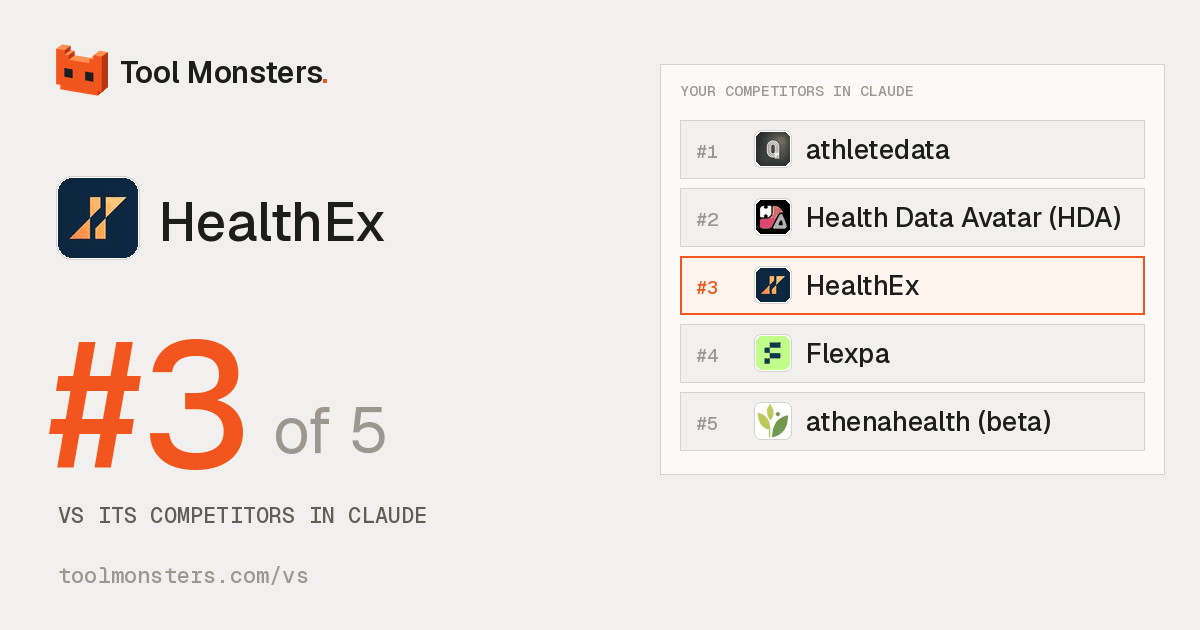 Tool Monsters.
HealthEx
#3 of 5
VS ITS COMPETITORS IN CLAUDE
toolmonsters.com/vs
YOUR COMPETITORS IN CLAUDE
#1 athletedata
#2 Health Data Avatar (HDA)
#3 HealthEx
#4 Flexpa
#5 athenahealth (beta)